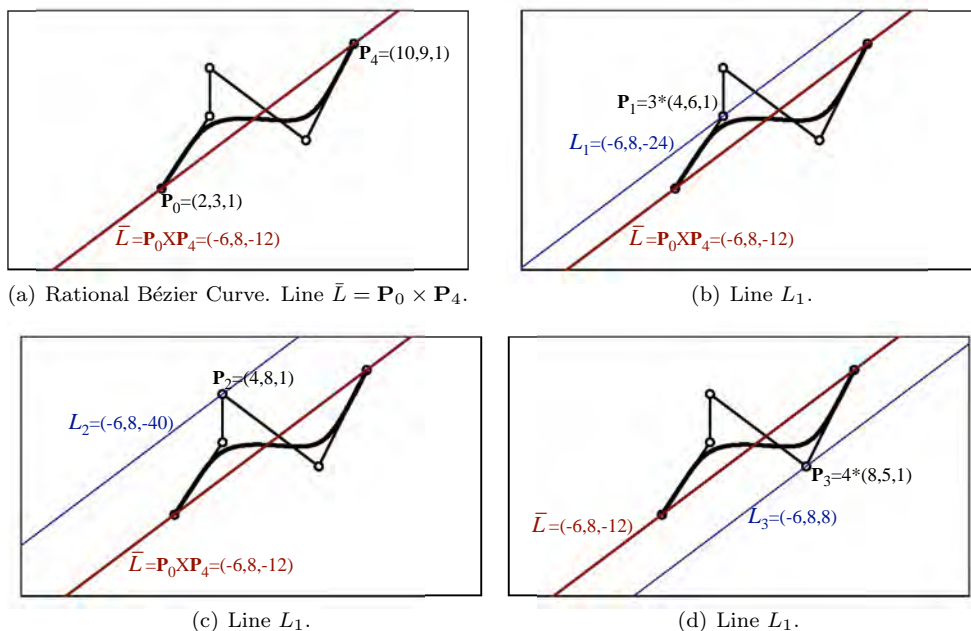 P₄=(10,9,1)
P₀=(2,3,1)
L̄=P₀XP₄=(-6,8,-12)
(a) Rational Bézier Curve. Line L̄ = P₀ × P₄.
P₁=3*(4,6,1)
L₁=(-6,8,-24)
L̄=P₀XP₄=(-6,8,-12)
(b) Line L₁.
P₂=(4,8,1)
L₂=(-6,8,-40)
L̄=P₀XP₄=(-6,8,-12)
(c) Line L₁.
P₃=4*(8,5,1)
L̄=(-6,8,-12)
L₃=(-6,8,8)
(d) Line L₁.